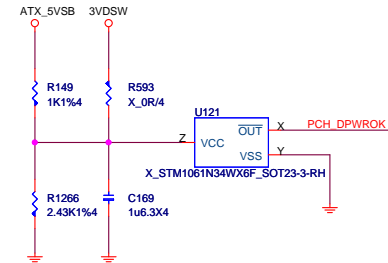 ATX_5VSB 3VDSW
R149
1K1%4
R593
X_0R/4
U121
Z
VCC
OUT
X
PCH_DPWROK
VSS
Y
X_STM1061N34WX6F_SOT23-3-RH
R1266
2.43K1%4
C169
1u6.3X4